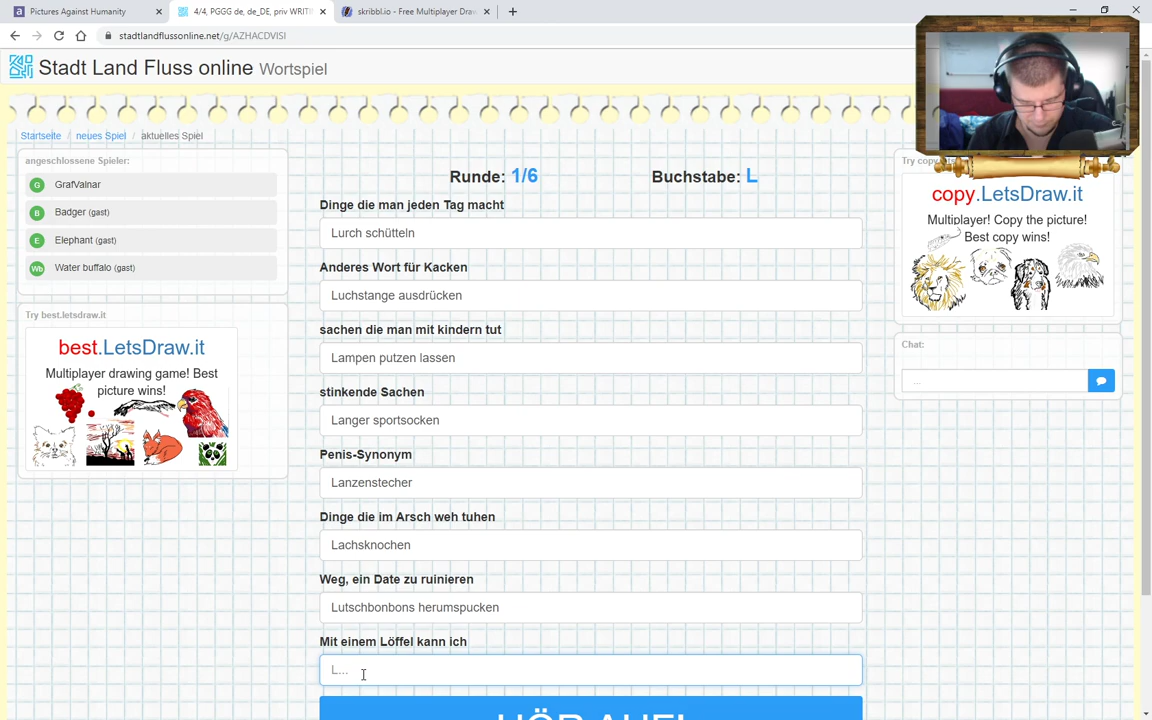 Pictures Against Humanity
4/4, PGGG de, de_DE, priv WRITI
skribbl.io - Free Multiplayer Draw
stadtlandflussonline.net/g/AZHACDVISI
Stadt Land Fluss online Wortspiel
Startseite / neues Spiel / aktuelles Spiel
angeschlossene Spieler:
G GrafValnar
B Badger (gast)
E Elephant (gast)
Wb Water buffalo (gast)
Try best.letsdraw.it
best.LetsDraw.it
Multiplayer drawing game! Best
picture wins!
Runde: 1/6 Buchstabe: L
Dinge die man jeden Tag macht
Lurch schütteln
Anderes Wort für Kacken
Luchstange ausdrücken
sachen die man mit kindern tut
Lampen putzen lassen
stinkende Sachen
Langer sportsocken
Penis-Synonym
Lanzenstecher
Dinge die im Arsch weh tuhen
Lachsknochen
Weg, ein Date zu ruinieren
Lutschbonbons herumspucken
Mit einem Löffel kann ich
L...
HÖR AUF!
Try copy
copy.LetsDraw.it
Multiplayer! Copy the picture!
Best copy wins!
Chat:
...